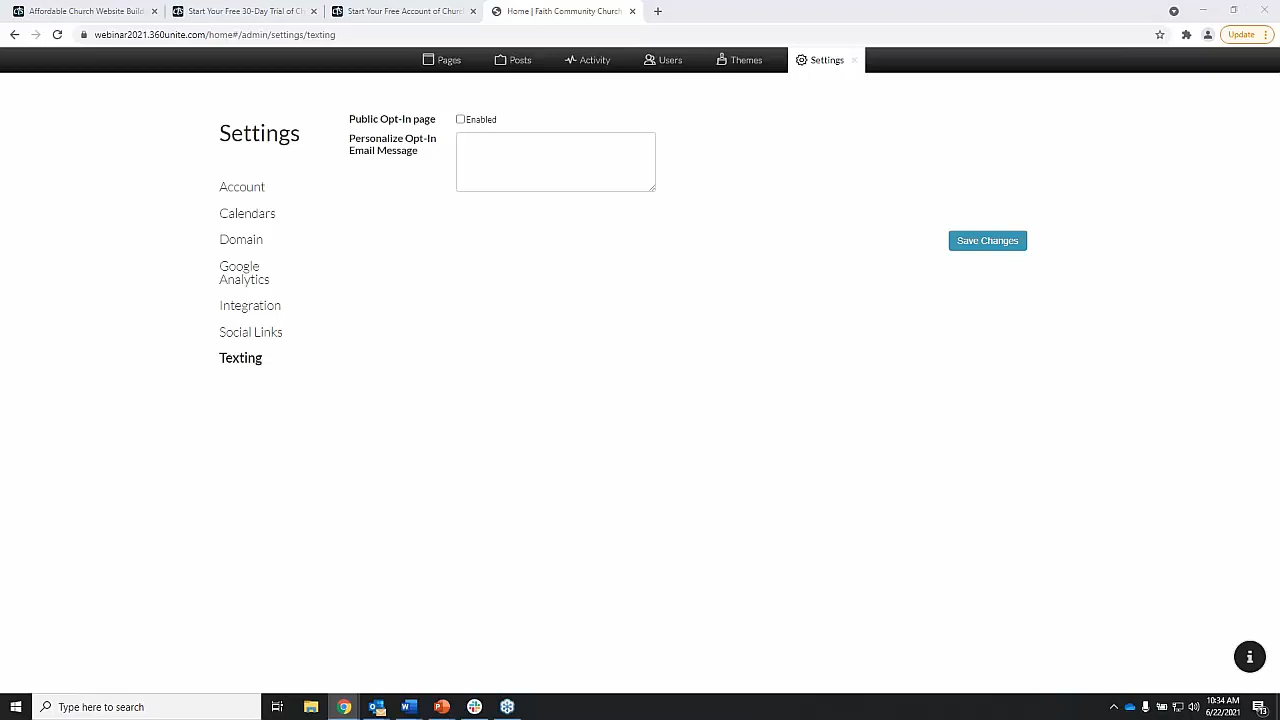 Affordable Church Website Build
Start Your Free 30-Day Trial of Ch
Start Your Free Account of Churc
Home | Faith Community Church
webinar2021.360unite.com/home#/admin/settings/texting
Update
Pages
Posts
Activity
Users
Themes
Settings
Settings
Account
Calendars
Domain
Google
Analytics
Integration
Social Links
Texting
Public Opt-In page
Enabled
Personalize Opt-In
Email Message
Save Changes
Type here to search
10:34 AM
6/22/2021